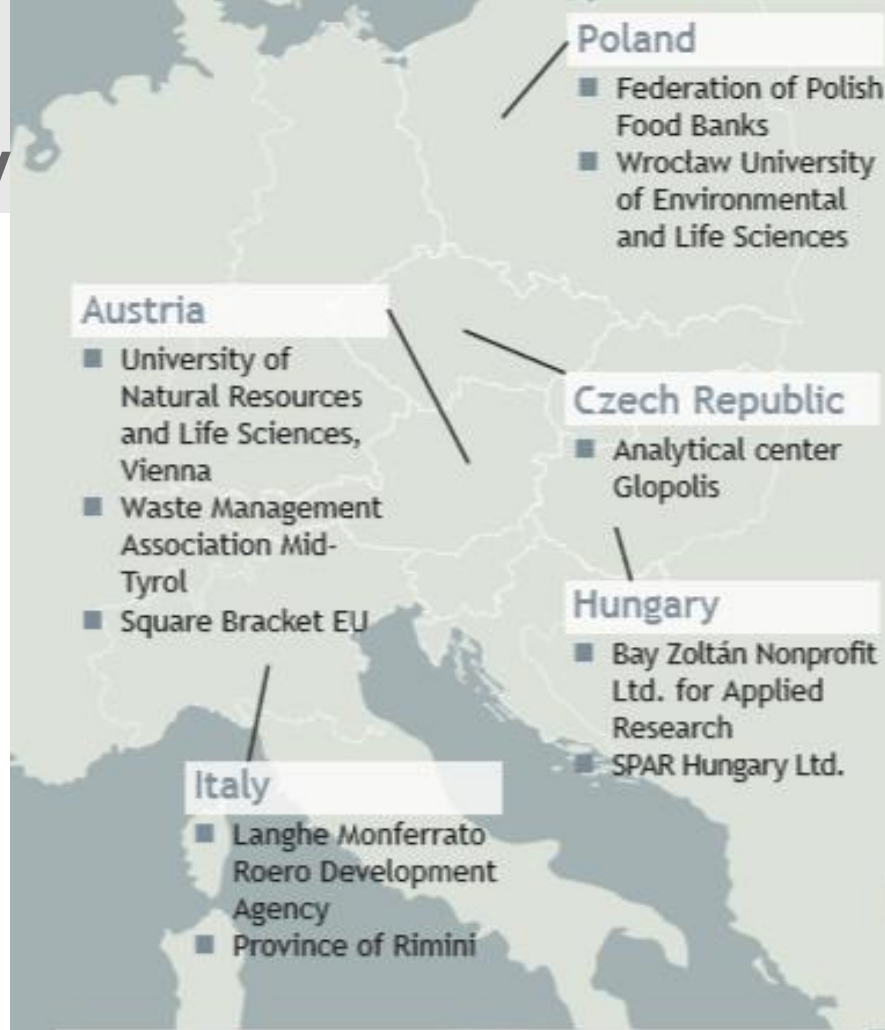 Poland
Federation of Polish
Food Banks
Wrocław University
of Environmental
and Life Sciences
Austria
University of
Natural Resources
and Life Sciences,
Vienna
Waste Management
Association Mid-
Tyrol
Square Bracket EU
Czech Republic
Analytical center
Glopolis
Hungary
Bay Zoltán Nonprofit
Ltd. for Applied
Research
SPAR Hungary Ltd.
Italy
Langhe Monferrato
Roero Development
Agency
Province of Rimini